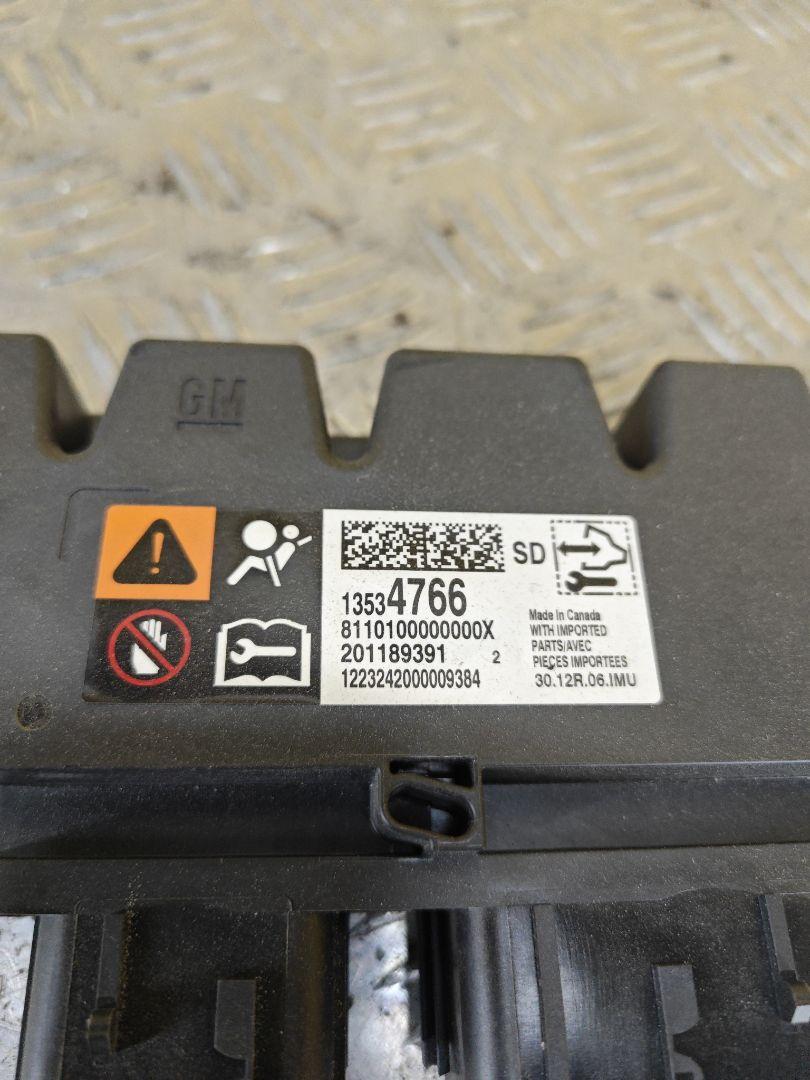 GM
SD
13534766
8110100000000X
201189391 2
1223242000009384
Made In Canada
WITH IMPORTED
PARTS/AVEC
PIECES IMPORTEES
30.12R.06.IMU